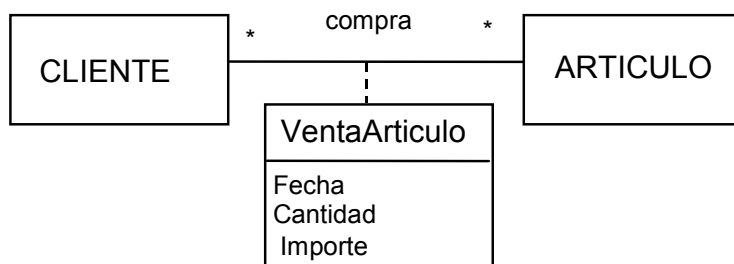 compra
* *
CLIENTE
ARTICULO
VentaArticulo
Fecha
Cantidad
Importe